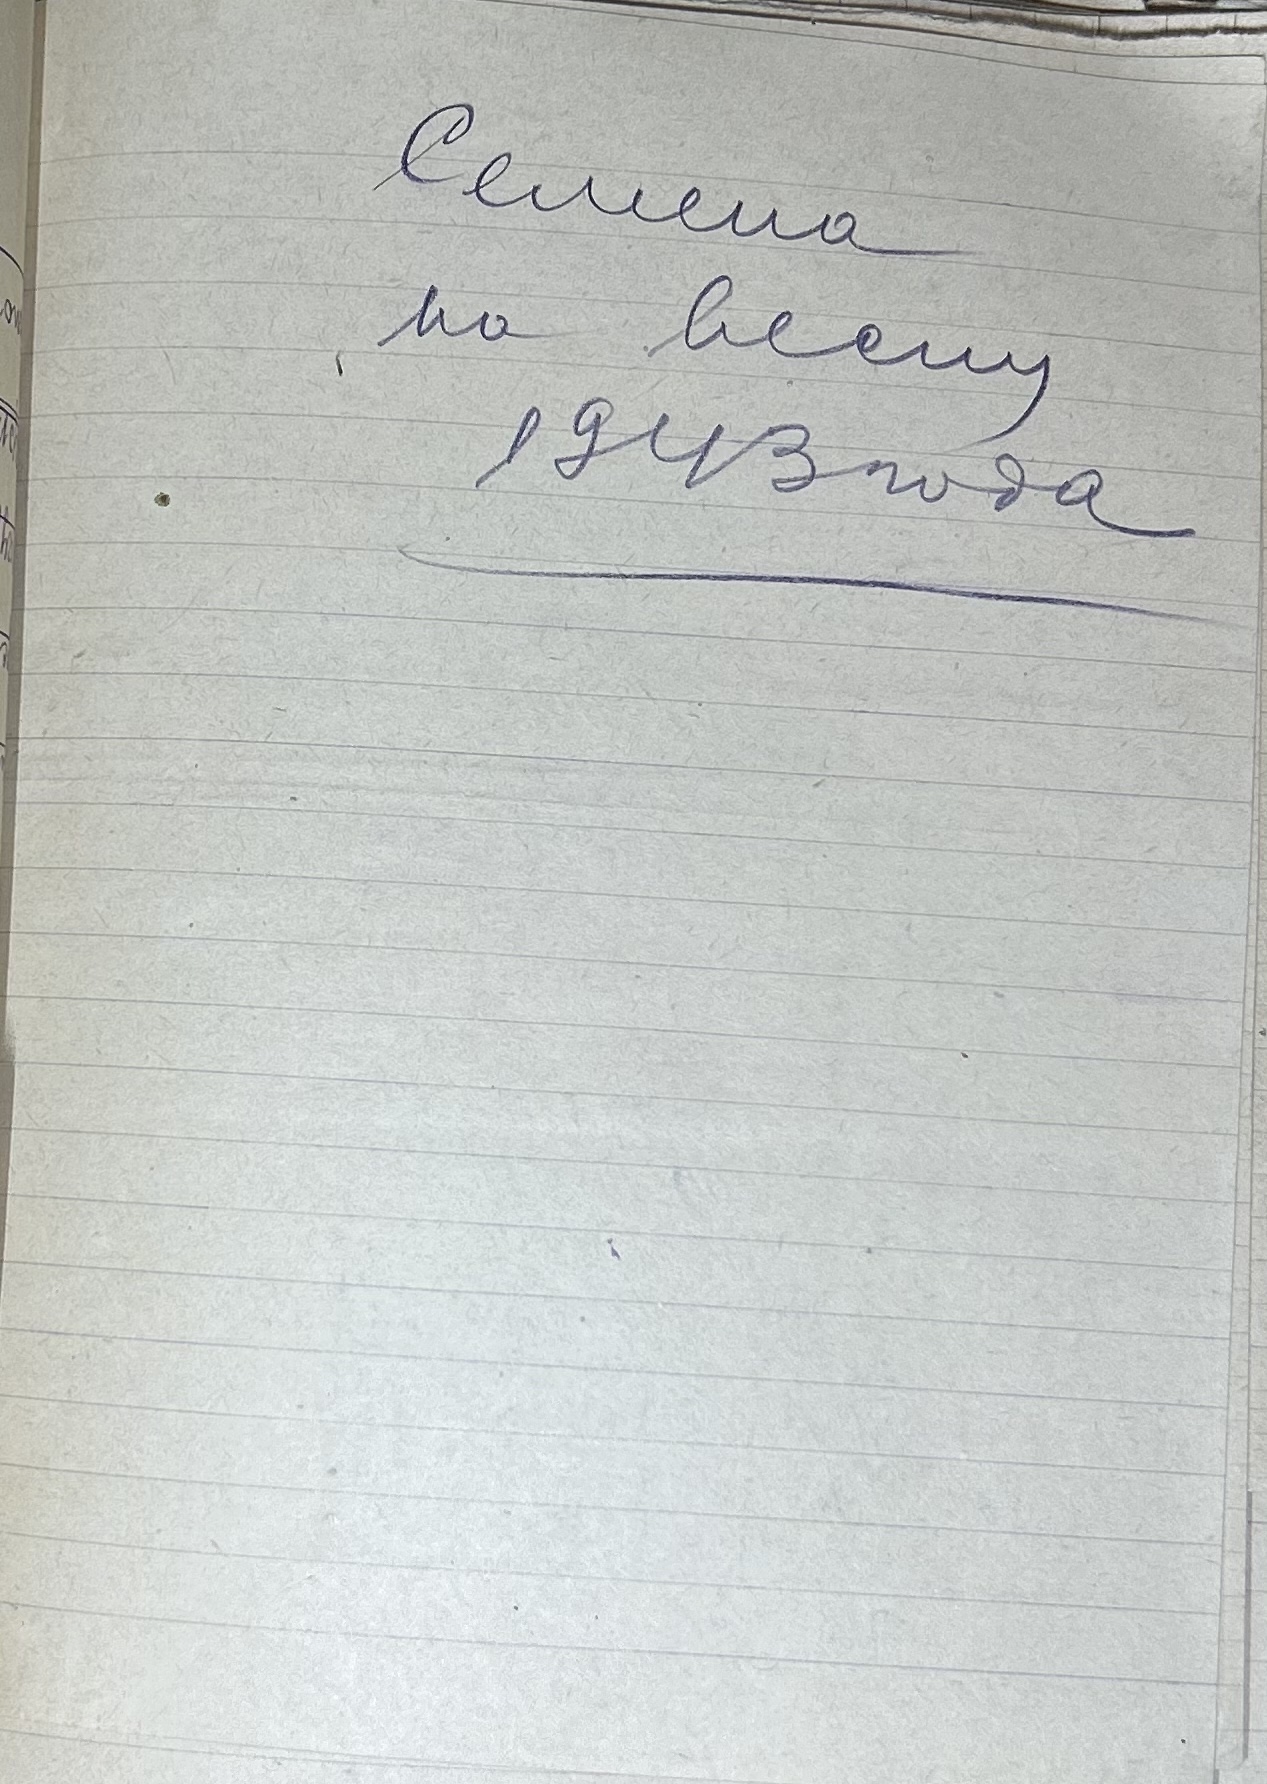 Семена
на весну
1943 года